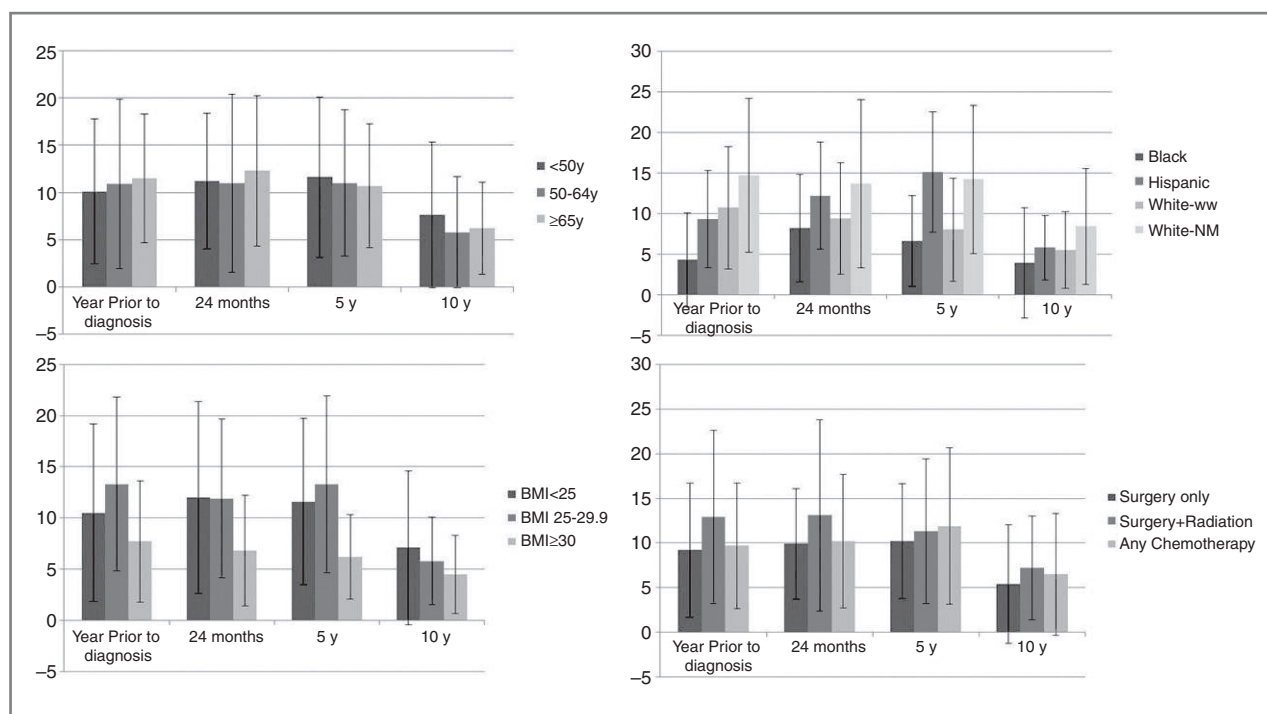 25
20
15
10
5
0
–5
Year Prior to
diagnosis
24 months
5 y
10 y
<50y
50-64y
≥65y
30
25
20
15
10
5
0
–5
Year Prior to
diagnosis
24 months
5 y
10 y
Black
Hispanic
White-ww
White-NM
25
20
15
10
5
0
–5
Year Prior to
diagnosis
24 months
5 y
10 y
BMI<25
BMI 25-29.9
BMI≥30
30
25
20
15
10
5
0
–5
Year Prior to
diagnosis
24 months
5 y
10 y
Surgery only
Surgery+Radiation
Any Chemotherapy